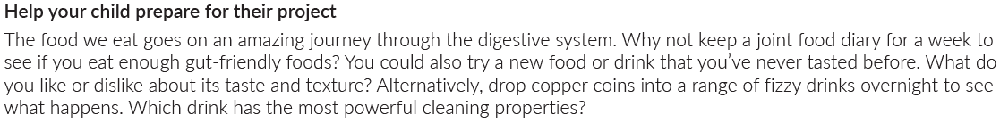 Help your child prepare for their project
The food we eat goes on an amazing journey through the digestive system. Why not keep a joint food diary for a week to
see if you eat enough gut-friendly foods? You could also try a new food or drink that you’ve never tasted before. What do
you like or dislike about its taste and texture? Alternatively, drop copper coins into a range of fizzy drinks overnight to see
what happens. Which drink has the most powerful cleaning properties?